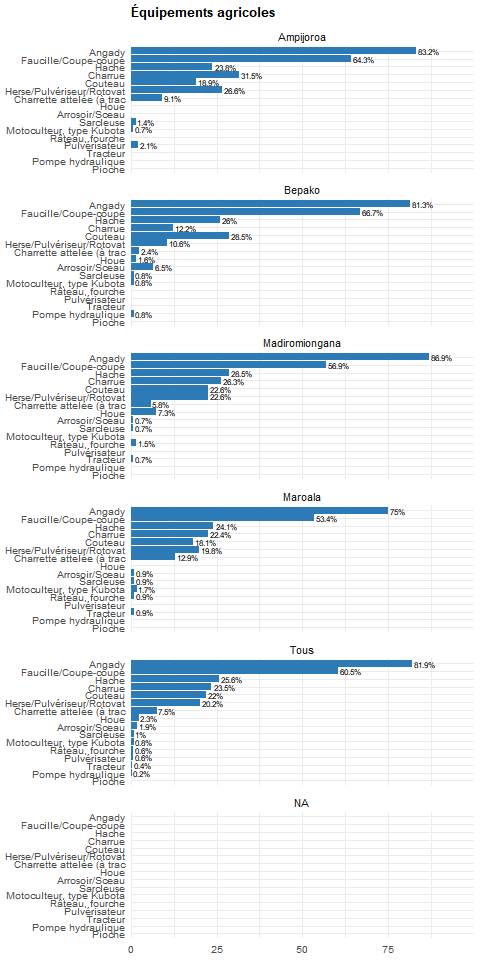 Équipements agricoles
Ampijoroa
Angady 83.2%
Faucille/Coupe-coupe 64.3%
Hache 23.8%
Charrue 31.5%
Couteau 18.9%
Herse/Pulvériseur/Rotovat 26.6%
Charrette attelée (à trac 9.1%
Houe
Arrosoir/Sceau
Sarcleuse 1.4%
Motoculteur, type Kubota 0.7%
Râteau, fourche
Pulvérisateur 2.1%
Tracteur
Pompe hydraulique
Pioche
Bepako
Angady 81.3%
Faucille/Coupe-coupe 66.7%
Hache 26%
Charrue 12.2%
Couteau 28.5%
Herse/Pulvériseur/Rotovat 10.6%
Charrette attelée (à trac 2.4%
Houe 1.6%
Arrosoir/Sceau 6.5%
Sarcleuse 0.8%
Motoculteur, type Kubota 0.8%
Râteau, fourche
Pulvérisateur
Tracteur
Pompe hydraulique 0.8%
Pioche
Madiromiongana
Angady 86.9%
Faucille/Coupe-coupe 56.9%
Hache 28.5%
Charrue 26.3%
Couteau 22.6%
Herse/Pulvériseur/Rotovat 22.6%
Charrette attelée (à trac 5.8%
Houe 7.3%
Arrosoir/Sceau 0.7%
Sarcleuse 0.7%
Motoculteur, type Kubota
Râteau, fourche 1.5%
Pulvérisateur
Tracteur 0.7%
Pompe hydraulique
Pioche
Maroala
Angady 75%
Faucille/Coupe-coupe 53.4%
Hache 24.1%
Charrue 22.4%
Couteau 18.1%
Herse/Pulvériseur/Rotovat 19.8%
Charrette attelée (à trac 12.9%
Houe
Arrosoir/Sceau 0.9%
Sarcleuse 0.9%
Motoculteur, type Kubota 1.7%
Râteau, fourche 0.9%
Pulvérisateur
Tracteur 0.9%
Pompe hydraulique
Pioche
Tous
Angady 81.9%
Faucille/Coupe-coupe 60.5%
Hache 25.6%
Charrue 23.5%
Couteau 22%
Herse/Pulvériseur/Rotovat 20.2%
Charrette attelée (à trac 7.5%
Houe 2.3%
Arrosoir/Sceau 1.9%
Sarcleuse 1%
Motoculteur, type Kubota 0.8%
Râteau, fourche 0.6%
Pulvérisateur 0.6%
Tracteur 0.4%
Pompe hydraulique 0.2%
Pioche
NA
Angady
Faucille/Coupe-coupe
Hache
Charrue
Couteau
Herse/Pulvériseur/Rotovat
Charrette attelée (à trac
Houe
Arrosoir/Sceau
Sarcleuse
Motoculteur, type Kubota
Râteau, fourche
Pulvérisateur
Tracteur
Pompe hydraulique
Pioche
0 25 50 75